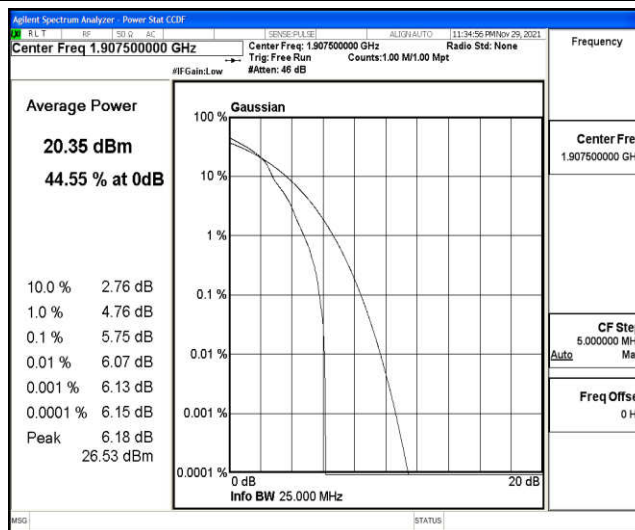 Agilent Spectrum Analyzer - Power Stat CCDF
RLT RF 50 Ω AC SENSE:PULSE ALIGN AUTO 11:34:56 PM Nov 29, 2021
Center Freq 1.907500000 GHz
Center Freq: 1.907500000 GHz Radio Std: None
Trig: Free Run Counts:1.00 M/1.00 Mpt
#IFGain:Low #Atten: 46 dB
Frequency
Average Power
20.35 dBm
44.55 % at 0dB
10.0 % 2.76 dB
1.0 % 4.76 dB
0.1 % 5.75 dB
0.01 % 6.07 dB
0.001 % 6.13 dB
0.0001 % 6.15 dB
Peak 6.18 dB
26.53 dBm
Gaussian
100 %
10 %
1 %
0.1 %
0.01 %
0.001 %
0.0001 %
0 dB 20 dB
Info BW 25.000 MHz
Center Fre
1.907500000 GH
CF Step
5.000000 MH
Auto Ma
Freq Offse
0 H
MSG STATUS